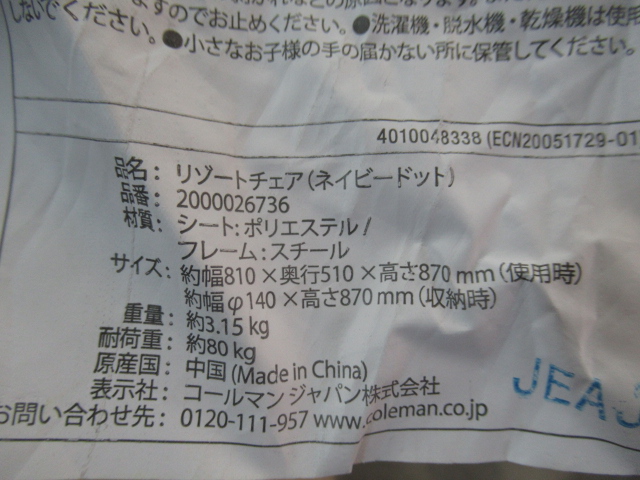 しないでください。
ますのでお止めください。●洗濯機・脱水機・乾燥機は使用
●小さなお子様の手の届かない所に保管してください。
4010048338 (ECN20051729-01
品名： リゾートチェア（ネイビードット）
品番： 2000026736
材質： シート：ポリエステル/
フレーム：スチール
サイズ： 約幅810×奥行510×高さ870mm（使用時）
約幅φ140×高さ870mm（収納時）
重量： 約3.15kg
耐荷重： 約80kg
原産国： 中国 (Made in China)
表示社： コールマン ジャパン株式会社
お問い合わせ先： 0120-111-957 www.coleman.co.jp
JEA